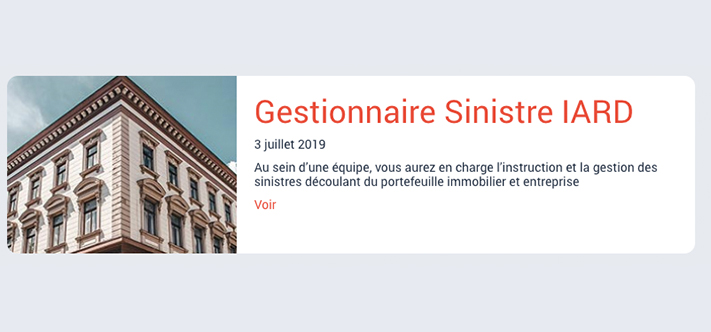 Gestionnaire Sinistre IARD
3 juillet 2019
Au sein d’une équipe, vous aurez en charge l’instruction et la gestion des
sinistres découlant du portefeuille immobilier et entreprise
Voir